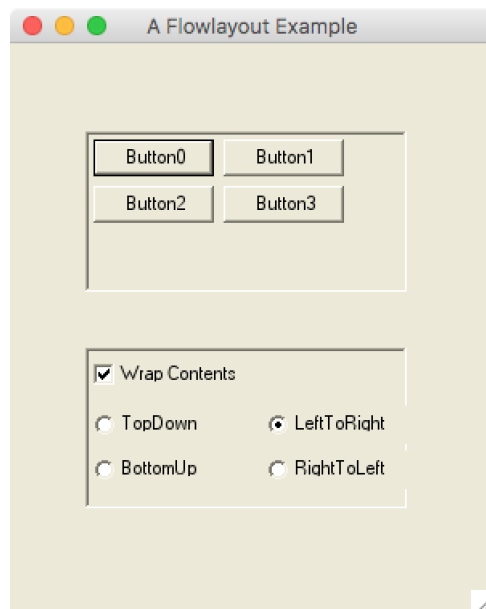 A Flowlayout Example
Button0 Button1
Button2 Button3
Wrap Contents
TopDown LeftToRight
BottomUp RightToLeft